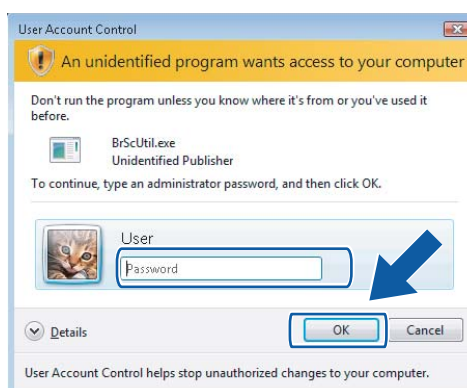 User Account Control
An unidentified program wants access to your computer
Don't run the program unless you know where it's from or you've used it
before.
BrScUtil.exe
Unidentified Publisher
To continue, type an administrator password, and then click OK.
User
Password
Details
OK
Cancel
User Account Control helps stop unauthorized changes to your computer.